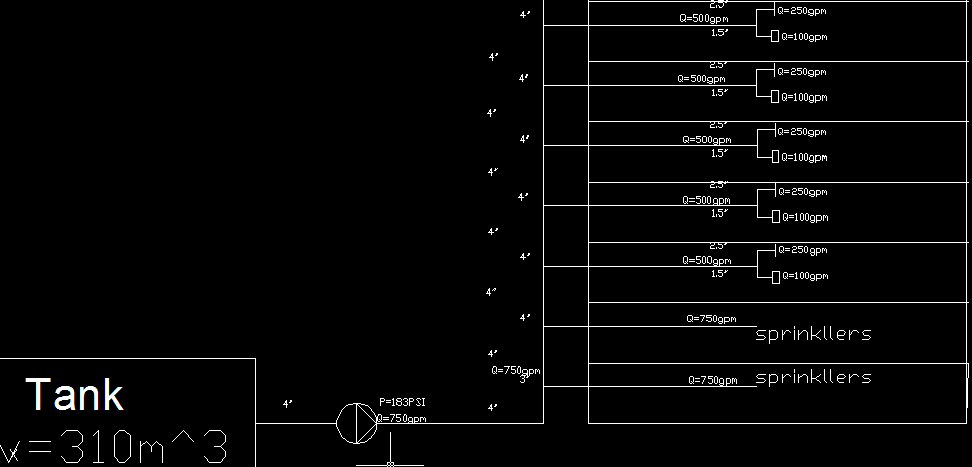 2.5"
4" Q=500gpm Q=250gpm
1.5" Q=100gpm
4"
2.5"
4" Q=500gpm Q=250gpm
1.5" Q=100gpm
4"
2.5"
4" Q=500gpm Q=250gpm
1.5" Q=100gpm
4"
2.5"
4" Q=500gpm Q=250gpm
1.5" Q=100gpm
4"
2.5"
4" Q=500gpm Q=250gpm
1.5" Q=100gpm
4"
4" Q=750gpm
sprinkllers
4"
Q=750gpm
3" Q=750gpm sprinkllers
4" P=183PSI 4"
Q=750gpm
Tank
v=310m^3